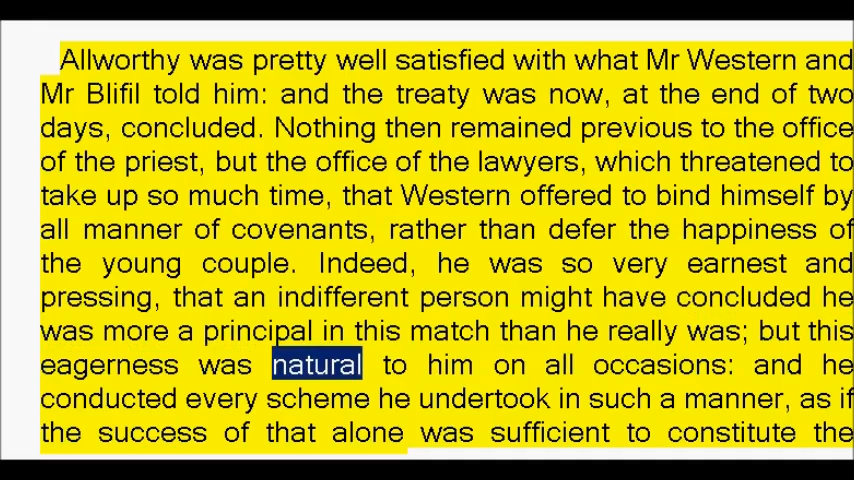 Allworthy was pretty well satisfied with what Mr Western and
Mr Blifil told him: and the treaty was now, at the end of two
days, concluded. Nothing then remained previous to the office
of the priest, but the office of the lawyers, which threatened to
take up so much time, that Western offered to bind himself by
all manner of covenants, rather than defer the happiness of
the young couple. Indeed, he was so very earnest and
pressing, that an indifferent person might have concluded he
was more a principal in this match than he really was; but this
eagerness was natural to him on all occasions: and he
conducted every scheme he undertook in such a manner, as if
the success of that alone was sufficient to constitute the